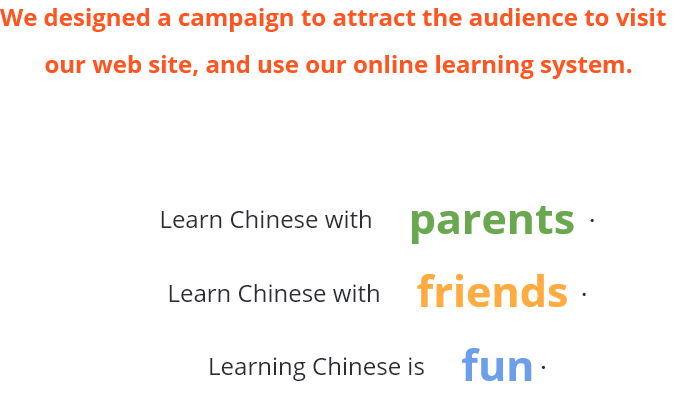 We designed a campaign to attract the audience to visit
our web site, and use our online learning system.
Learn Chinese with parents .
Learn Chinese with friends .
Learning Chinese is fun .